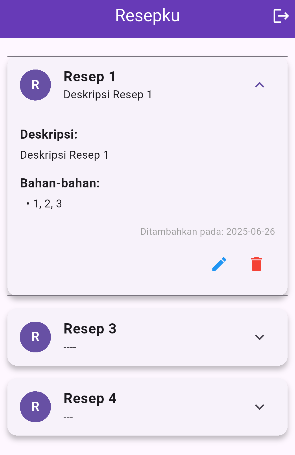 Resepku
R
Resep 1
Deskripsi Resep 1
Deskripsi:
Deskripsi Resep 1
Bahan-bahan:
• 1, 2, 3
Ditambahkan pada: 2025-06-26
R
Resep 3
----
R
Resep 4
---